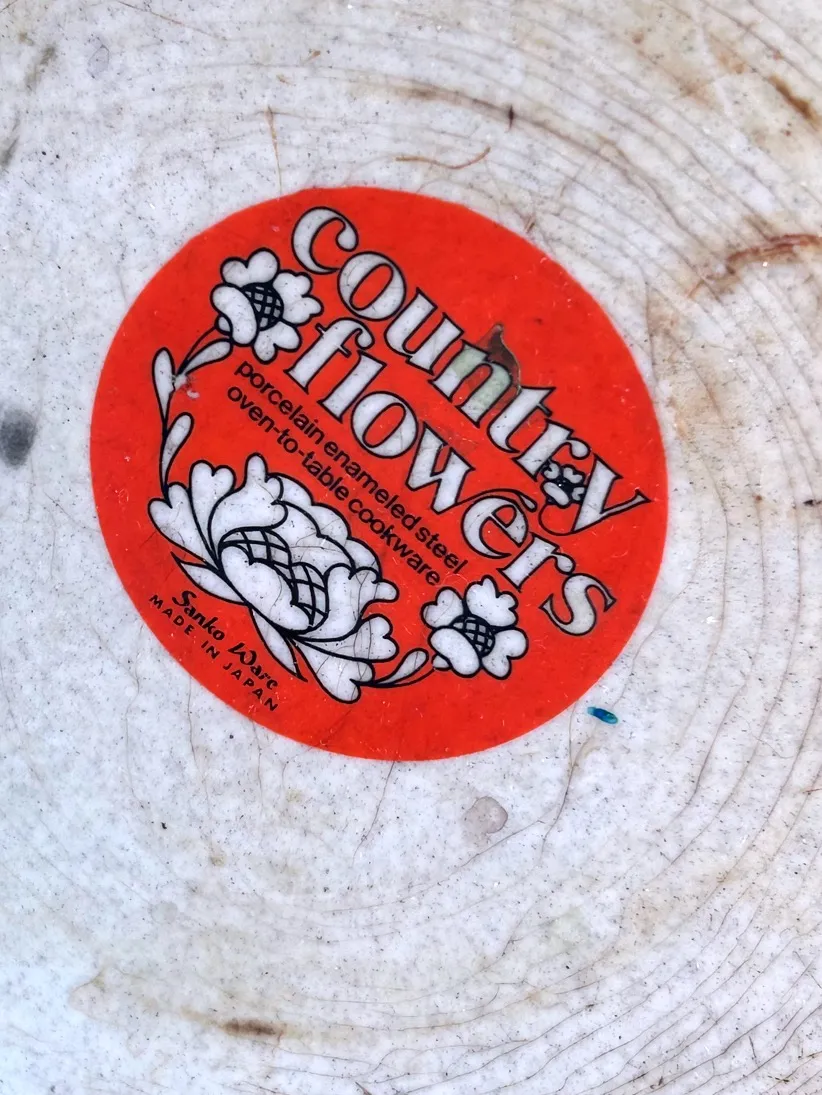 country
flowers
porcelain enameled steel
oven-to-table cookware
Sanko Ware
MADE IN JAPAN